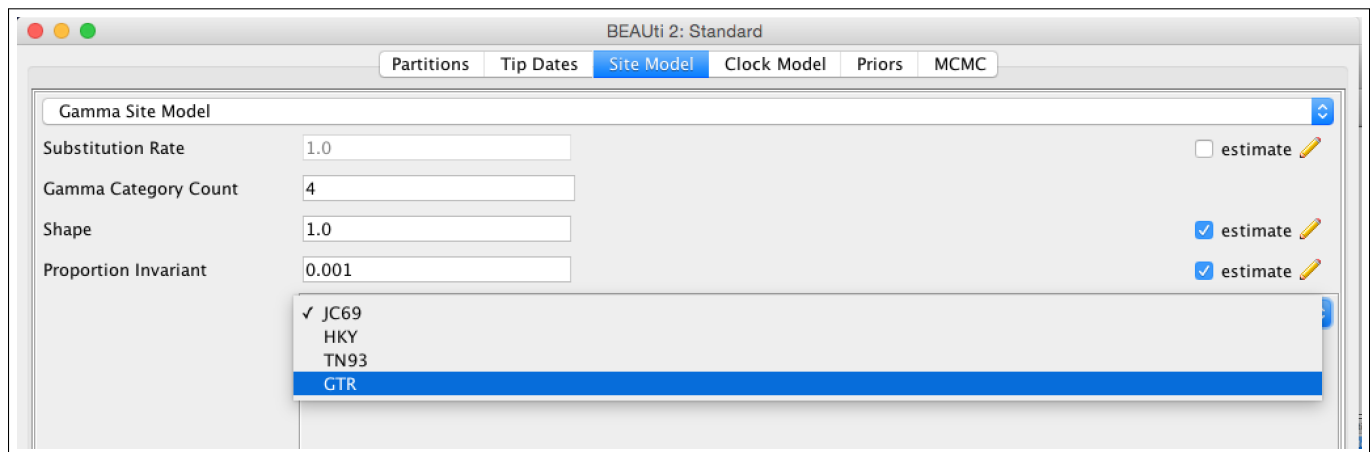 BEAUti 2: Standard
Partitions Tip Dates Site Model Clock Model Priors MCMC
Gamma Site Model
Substitution Rate 1.0 estimate
Gamma Category Count 4
Shape 1.0 estimate
Proportion Invariant 0.001 estimate
✓ JC69
HKY
TN93
GTR